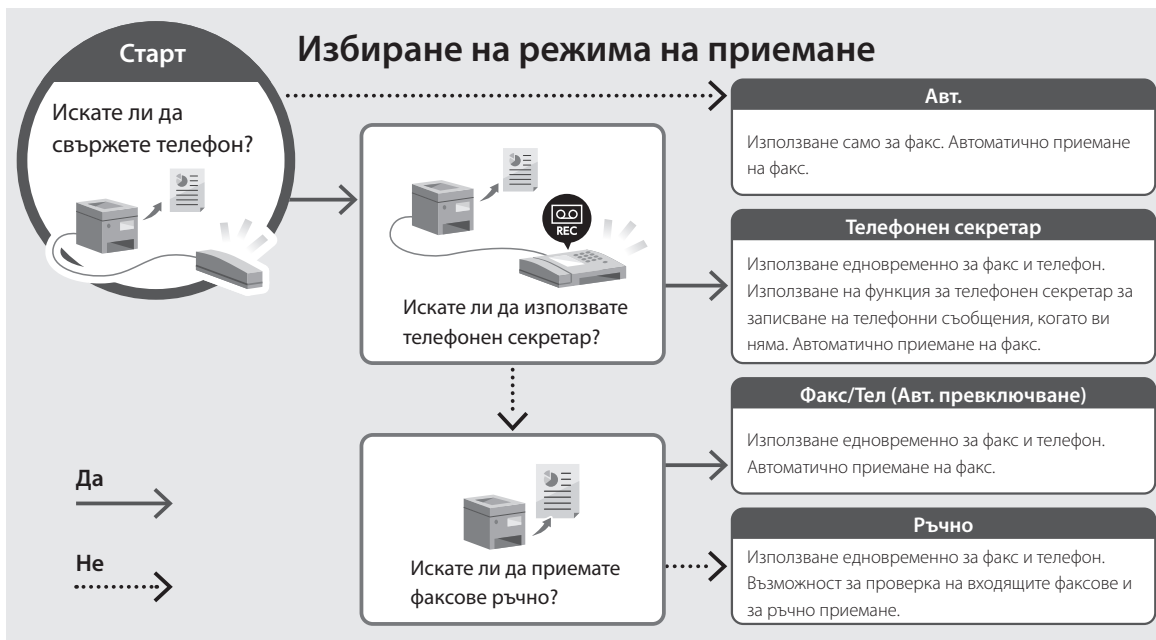 Избиране на режима на приемане
Старт
Искате ли да
свържете телефон?
REC
Искате ли да използвате
телефонен секретар?
Искате ли да приемате
факсове ръчно?
Авт.
Използване само за факс. Автоматично приемане
на факс.
Телефонен секретар
Използване едновременно за факс и телефон.
Използване на функция за телефонен секретар за
записване на телефонни съобщения, когато ви
няма. Автоматично приемане на факс.
Факс/Тел (Авт. превключване)
Използване едновременно за факс и телефон.
Автоматично приемане на факс.
Ръчно
Използване едновременно за факс и телефон.
Възможност за проверка на входящите факсове и
за ръчно приемане.
Да
Не